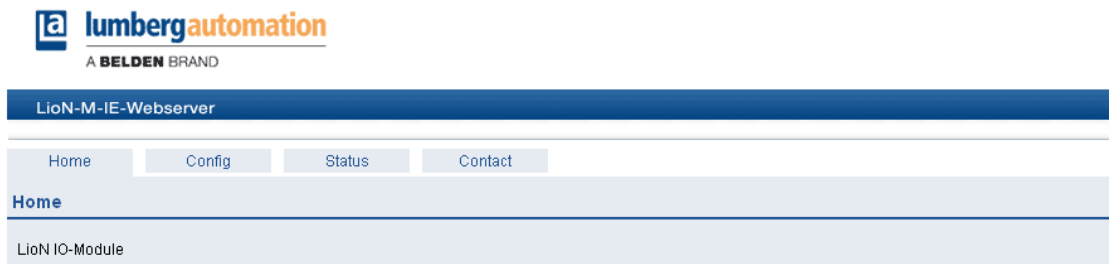 la lumbergautomation
A BELDEN BRAND
LioN-M-IE-Webserver
Home Config Status Contact
Home
LioN IO-Module